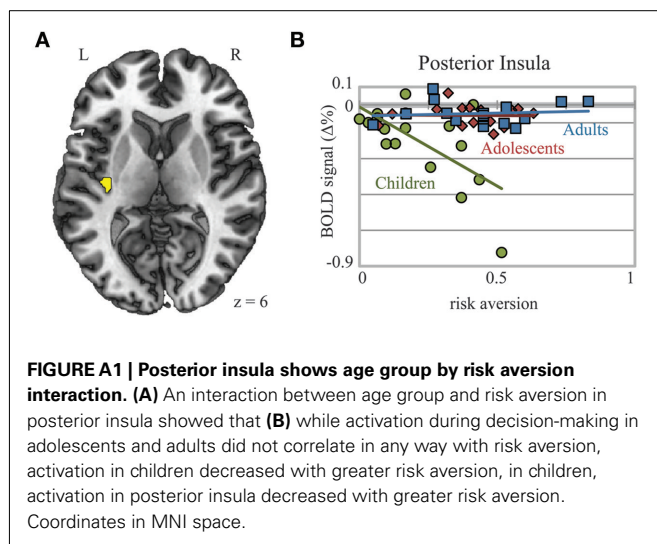 A
L
R
z = 6
B
Posterior Insula
0.1
0
Adults
Adolescents
Children
BOLD signal (Δ%)
-0.9
0
0.5
1
risk aversion
FIGURE A1 | Posterior insula shows age group by risk aversion
interaction. (A) An interaction between age group and risk aversion in
posterior insula showed that (B) while activation during decision-making in
adolescents and adults did not correlate in any way with risk aversion,
activation in children decreased with greater risk aversion, in children,
activation in posterior insula decreased with greater risk aversion.
Coordinates in MNI space.